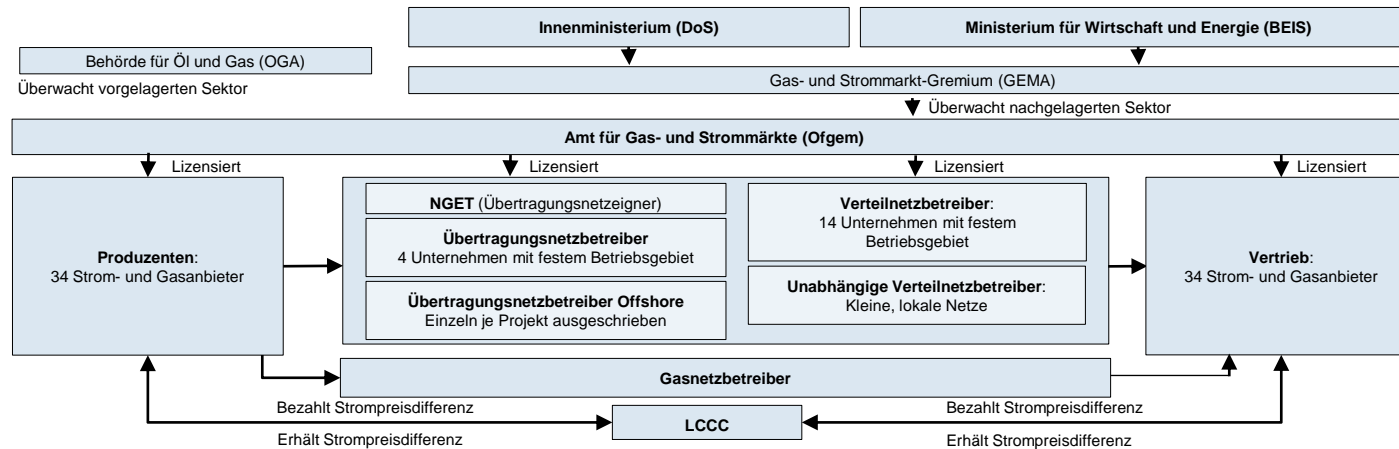 Innenministerium (DoS)
Ministerium für Wirtschaft und Energie (BEIS)
Behörde für Öl und Gas (OGA)
Überwacht vorgelagerten Sektor
Gas- und Strommarkt-Gremium (GEMA)
Überwacht nachgelagerten Sektor
Amt für Gas- und Strommärkte (Ofgem)
Lizensiert
Lizensiert
Lizensiert
Lizensiert
Produzenten:
34 Strom- und Gasanbieter
NGET (Übertragungsnetzeigner)
Übertragungsnetzbetreiber
4 Unternehmen mit festem Betriebsgebiet
Übertragungsnetzbetreiber Offshore
Einzeln je Projekt ausgeschrieben
Verteilnetzbetreiber:
14 Unternehmen mit festem
Betriebsgebiet
Unabhängige Verteilnetzbetreiber:
Kleine, lokale Netze
Vertrieb:
34 Strom- und Gasanbieter
Gasnetzbetreiber
Bezahlt Strompreisdifferenz
Erhält Strompreisdifferenz
LCCC
Bezahlt Strompreisdifferenz
Erhält Strompreisdifferenz